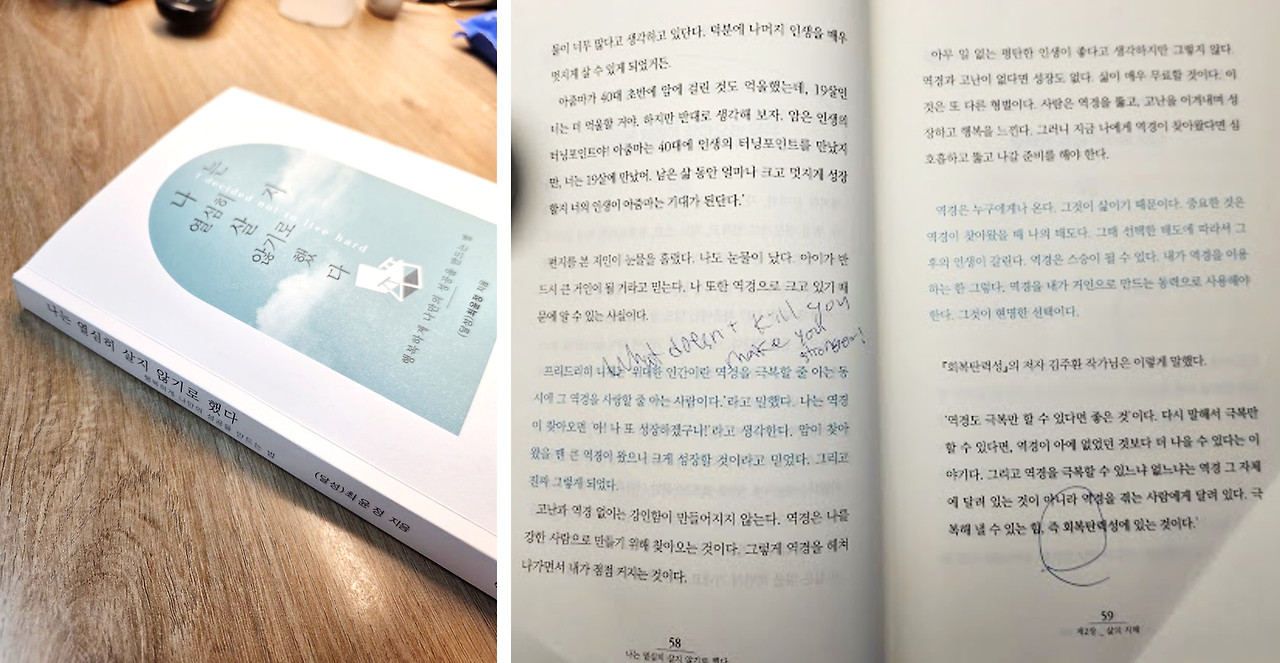 나는
열심히
살지
않기로
했다
I decided not to live hard
행복하게 나만의 성공을 만드는 법
(달성)최윤정 지음
나는 열심히 살지 않기로 했다
행복하게 나만의 성공을 만드는 법
(달성)최윤정 지음
들이 너무 많다고 생각하고 있단다. 덕분에 나머지 인생을 매우
멋지게 살 수 있게 되었거든.
아줌마가 40대 초반에 암에 걸린 것도 억울했는데, 19살인
너는 더 억울할 거야. 하지만 반대로 생각해 보자. 암은 인생의
터닝포인트야! 아줌마는 40대에 인생의 터닝포인트를 만났지
만, 너는 19살에 만났어. 남은 삶 동안 얼마나 크고 멋지게 성장
할지 너의 인생이 아줌마는 기대가 된단다.'
편지를 본 지인이 눈물을 흘렸다. 나도 눈물이 났다. 아이가 반
드시 큰 거인이 될 거라고 믿는다. 나 또한 역경으로 크고 있기 때
문에 알 수 있는 사실이다.
What doesn't kill you
make you
stronger!
프리드리히 니체는 '위대한 인간이란 역경을 극복할 줄 아는 동
시에 그 역경을 사랑할 줄 아는 사람이다.'라고 말했다. 나는 역경
이 찾아오면 '아! 나 또 성장하겠구나!'라고 생각한다. 암이 찾아
왔을 땐 큰 역경이 왔으니 크게 성장할 것이라고 믿었다. 그리고
진짜 그렇게 되었다.
고난과 역경 없이는 강인함이 만들어지지 않는다. 역경은 나를
강한 사람으로 만들기 위해 찾아오는 것이다. 그렇게 역경을 헤쳐
나가면서 내가 점점 커지는 것이다.
58
나는 열심히 살지 않기로 했다
아무 일 없는 평탄한 인생이 좋다고 생각하지만 그렇지 않다.
역경과 고난이 없다면 성장도 없다. 삶이 매우 무료할 것이다. 이
것은 또 다른 형벌이다. 사람은 역경을 뚫고, 고난을 이겨내며 성
장하고 행복을 느낀다. 그러니 지금 나에게 역경이 찾아왔다면 심
호흡하고 뚫고 나갈 준비를 해야 한다.
역경은 누구에게나 온다. 그것이 삶이기 때문이다. 중요한 것은
역경이 찾아왔을 때 나의 태도다. 그때 선택한 태도에 따라서 그
후의 인생이 갈린다. 역경은 스승이 될 수 있다. 내가 역경을 이용
하는 한 그렇다. 역경을 내가 거인으로 만드는 동력으로 사용해야
한다. 그것이 현명한 선택이다.
『회복탄력성』의 저자 김주환 작가님은 이렇게 말했다.
'역경도 극복만 할 수 있다면 좋은 것'이다. 다시 말해서 극복만
할 수 있다면, 역경이 아예 없었던 것보다 더 나을 수 있다는 이
야기다. 그리고 역경을 극복할 수 있느냐 없느냐는 역경 그 자체
에 달려 있는 것이 아니라 역경을 겪는 사람에게 달려 있다. 극
복해 낼 수 있는 힘, 즉 회복탄력성에 있는 것이다.'
59
제2장 _ 삶의 지혜